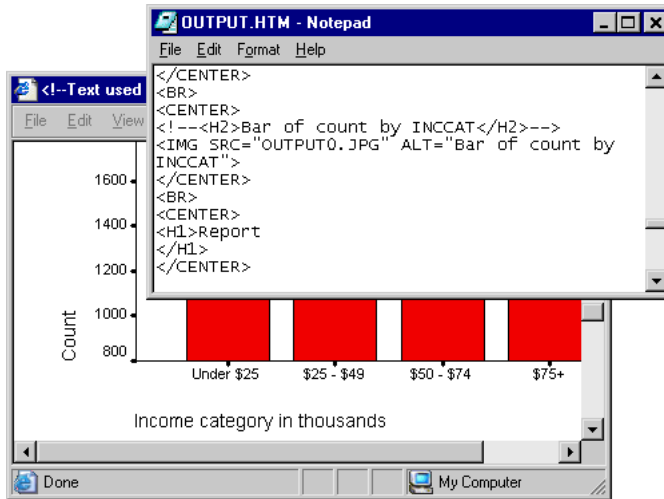 OUTPUT.HTM - Notepad
File Edit Format Help
</CENTER>
<BR>
<CENTER>
<!--<H2>Bar of count by INCCAT</H2>-->
<IMG SRC="OUTPUT0.JPG" ALT="Bar of count by
INCCAT">
</CENTER>
<BR>
<CENTER>
<H1>Report
</H1>
</CENTER>
<!--Text used
File Edit View
1600
1400
1200
1000
800
Count
Under $25 $25 - $49 $50 - $74 $75+
Income category in thousands
Done My Computer